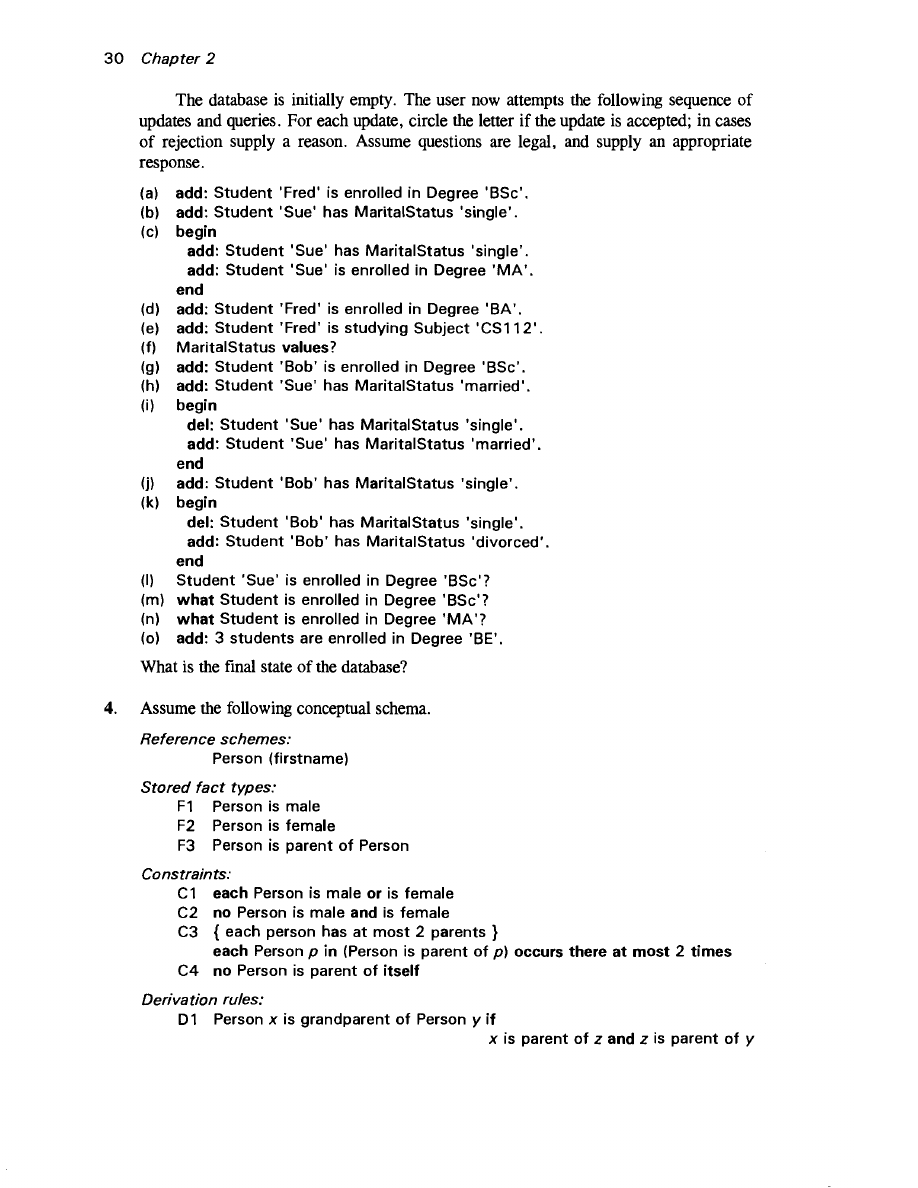 30 Chapter 2
The database is initially empty. The user now attempts the following sequence of
updates and queries. For each update, circle the letter if the update is accepted; in cases
of rejection supply a reason. Assume questions are legal, and supply an appropriate
response.
(a) add: Student 'Fred' is enrolled in Degree 'BSc'.
(b) add: Student 'Sue' has MaritalStatus 'single'.
(c) begin
add: Student 'Sue' has MaritalStatus 'single'.
add: Student 'Sue' is enrolled in Degree 'MA'.
end
(d) add: Student 'Fred' is enrolled in Degree 'BA'.
(e) add: Student 'Fred' is studying Subject 'CS112'.
(f) MaritalStatus values?
(g) add: Student 'Bob' is enrolled in Degree 'BSc'.
(h) add: Student 'Sue' has MaritalStatus 'married'.
(i) begin
del: Student 'Sue' has MaritalStatus 'single'.
add: Student 'Sue' has MaritalStatus 'married'.
end
(j) add: Student 'Bob' has MaritalStatus 'single'.
(k) begin
del: Student 'Bob' has MaritalStatus 'single'.
add: Student 'Bob' has MaritalStatus 'divorced'.
end
(l) Student 'Sue' is enrolled in Degree 'BSc'?
(m) what Student is enrolled in Degree 'BSc'?
(n) what Student is enrolled in Degree 'MA'?
(o) add: 3 students are enrolled in Degree 'BE'.
What is the final state of the database?
4. Assume the following conceptual schema.
Reference schemes:
Person (firstname)
Stored fact types:
F1 Person is male
F2 Person is female
F3 Person is parent of Person
Constraints:
C1 each Person is male or is female
C2 no Person is male and is female
C3 { each person has at most 2 parents }
each Person p in (Person is parent of p) occurs there at most 2 times
C4 no Person is parent of itself
Derivation rules:
D1 Person x is grandparent of Person y if
x is parent of z and z is parent of y